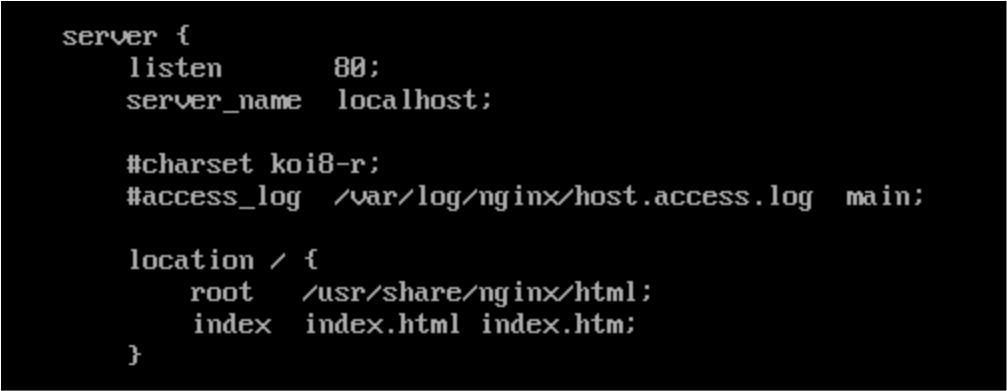 server {
    listen       80;
    server_name  localhost;

    #charset koi8-r;
    #access_log  /var/log/nginx/host.access.log  main;

    location / {
        root   /usr/share/nginx/html;
        index  index.html index.htm;
    }